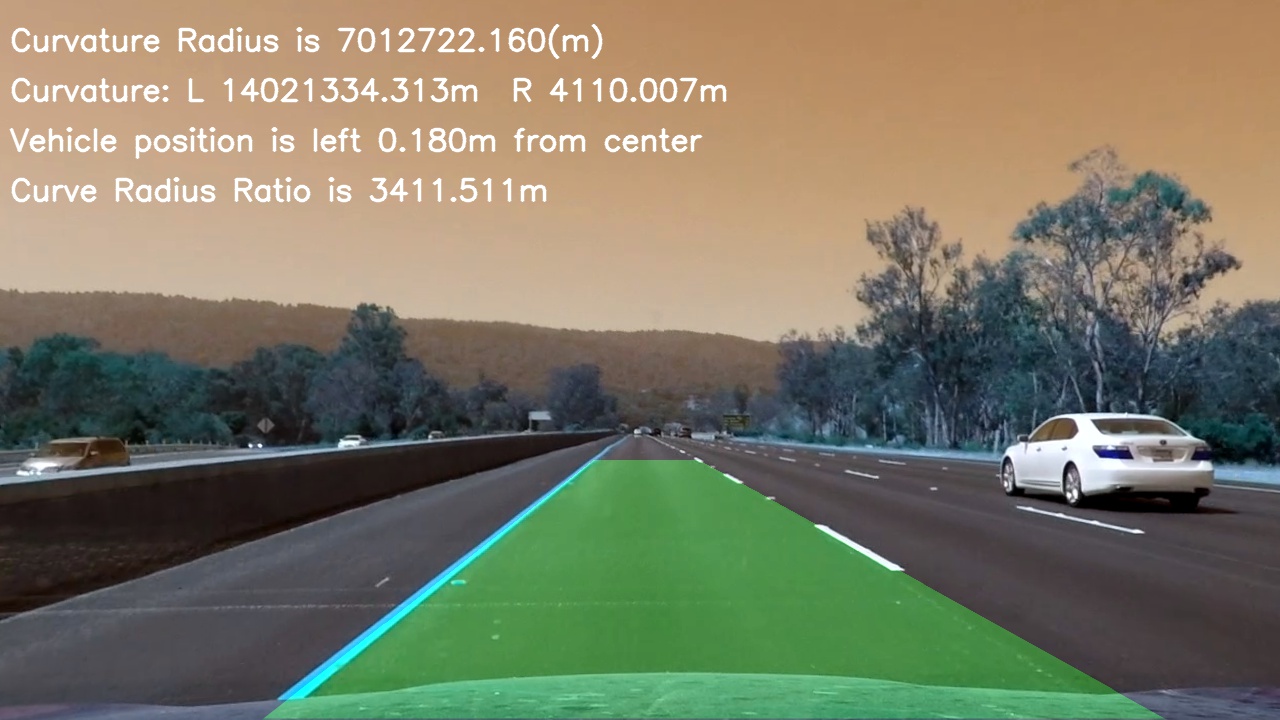 Curvature Radius is 7012722.160(m)
Curvature: L 14021334.313m R 4110.007m
Vehicle position is left 0.180m from center
Curve Radius Ratio is 3411.511m